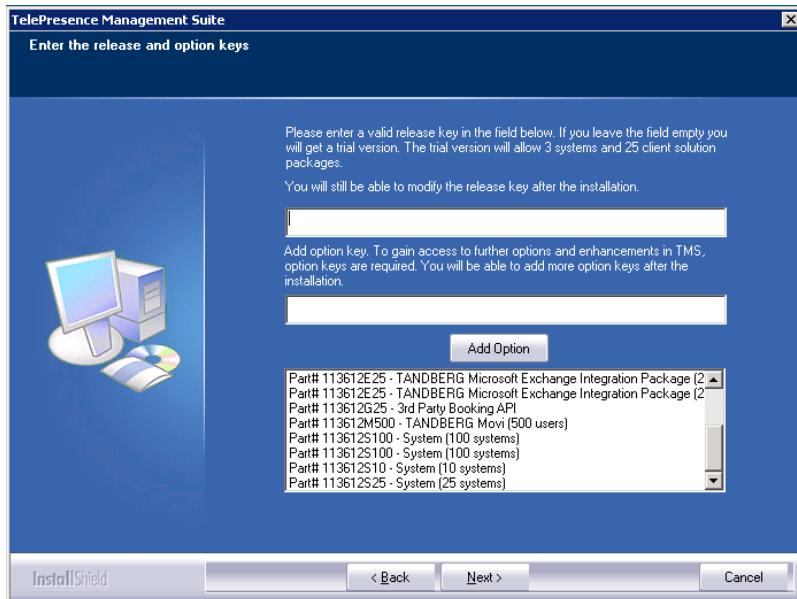 TelePresence Management Suite
Enter the release and option keys
Please enter a valid release key in the field below. If you leave the field empty you
will get a trial version. The trial version will allow 3 systems and 25 client solution
packages.
You will still be able to modify the release key after the installation.
Add option key. To gain access to further options and enhancements in TMS,
option keys are required. You will be able to add more option keys after the
installation.
Add Option
Part# 113612E25 - TANDBERG Microsoft Exchange Integration Package (2
Part# 113612E25 - TANDBERG Microsoft Exchange Integration Package (2
Part# 113612G25 - 3rd Party Booking API
Part# 113612M500 - TANDBERG Movi (500 users)
Part# 113612S100 - System (100 systems)
Part# 113612S100 - System (100 systems)
Part# 113612S10 - System (10 systems)
Part# 113612S25 - System (25 systems)
InstallShield
< Back
Next >
Cancel